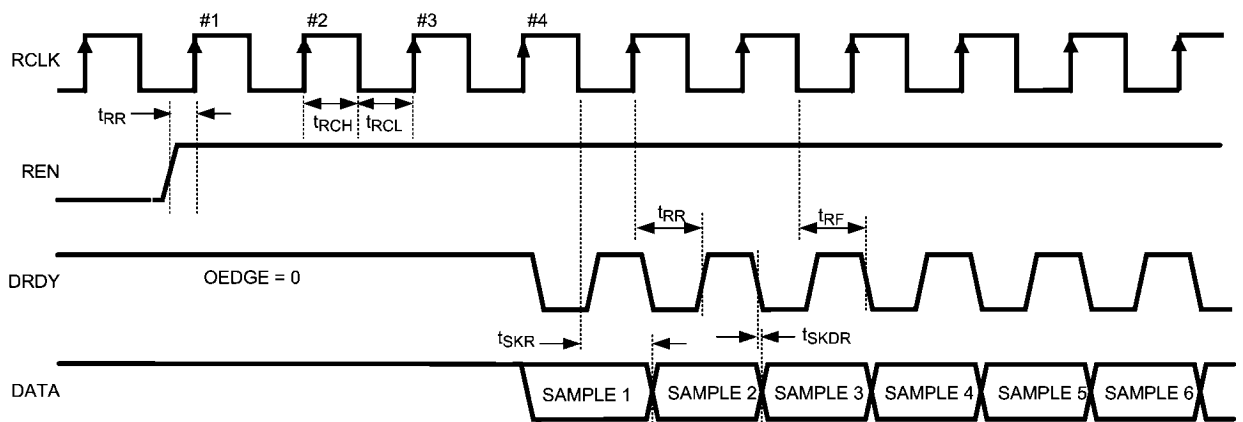 #1 #2 #3 #4
RCLK
tRR
tRCH tRCL
REN
tRR tRF
DRDY
OEDGE = 0
tSKR tSKDR
DATA
SAMPLE 1 SAMPLE 2 SAMPLE 3 SAMPLE 4 SAMPLE 5 SAMPLE 6